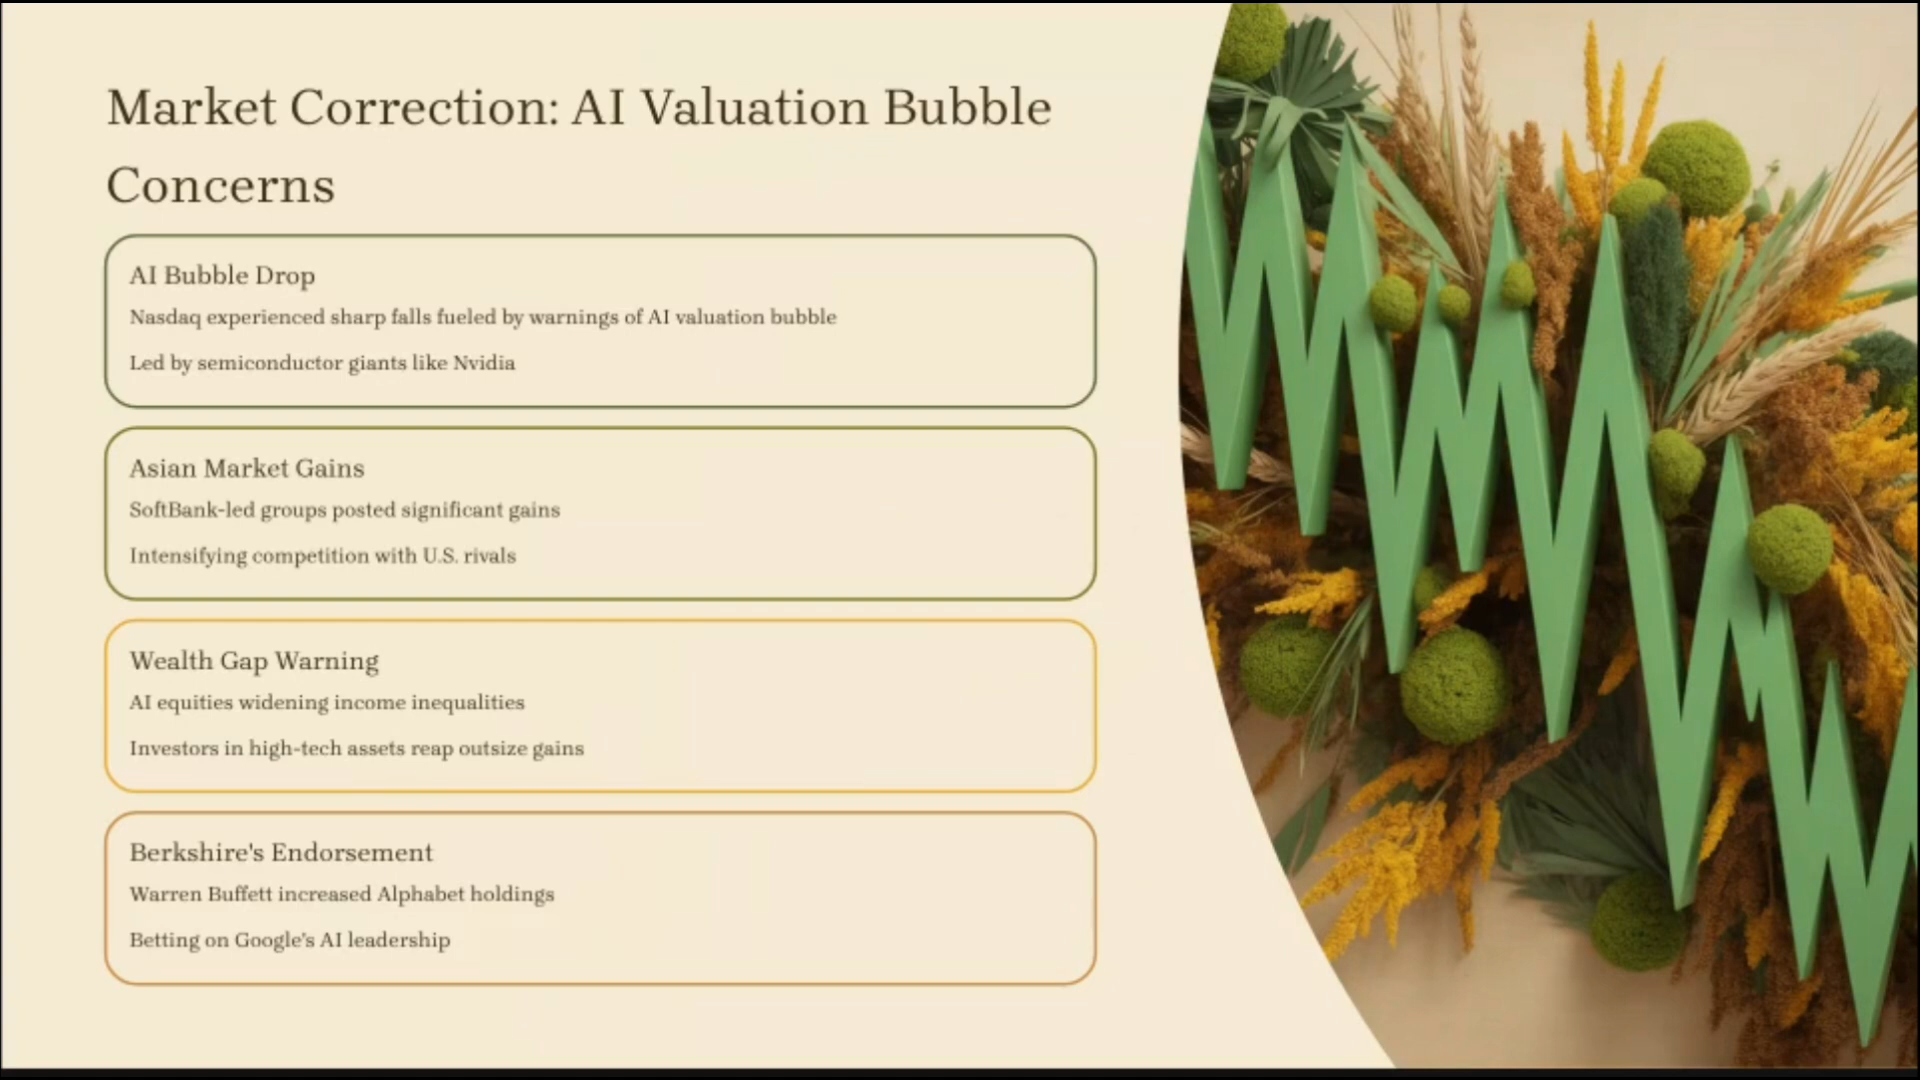 Market Correction: AI Valuation Bubble
Concerns
AI Bubble Drop
Nasdaq experienced sharp falls fueled by warnings of AI valuation bubble
Led by semiconductor giants like Nvidia
Asian Market Gains
SoftBank-led groups posted significant gains
Intensifying competition with U.S. rivals
Wealth Gap Warning
AI equities widening income inequalities
Investors in high-tech assets reap outsize gains
Berkshire's Endorsement
Warren Buffett increased Alphabet holdings
Betting on Google's AI leadership